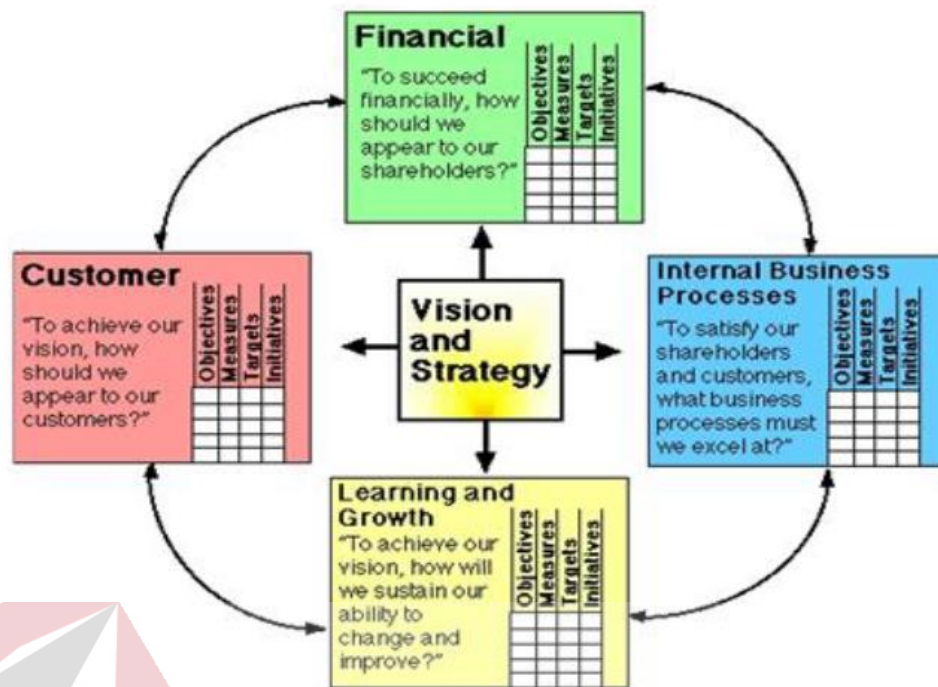 Financial
"To succeed
financially, how
should we
appear to our
shareholders?"
Objectives
Measures
Targets
Initiatives
Customer
"To achieve our
vision, how
should we
appear to our
customers?"
Objectives
Measures
Targets
Initiatives
Vision
and
Strategy
Internal Business
Processes
"To satisfy our
shareholders
and customers,
what business
processes must
we excel at?"
Objectives
Measures
Targets
Initiatives
Learning and
Growth
"To achieve our
vision, how will
we sustain our
ability to
change and
improve?"
Objectives
Measures
Targets
Initiatives